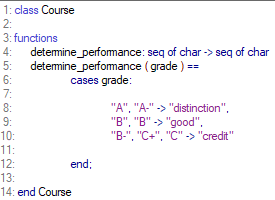 1: class Course
2:
3: functions
4: determine_performance: seq of char -> seq of char
5: determine_performance ( grade ) ==
6: cases grade:
7:
8: "A", "A-" -> "distinction",
9: "B", "B" -> "good",
10: "B-", "C+", "C" -> "credit"
11:
12: end;
13:
14: end Course